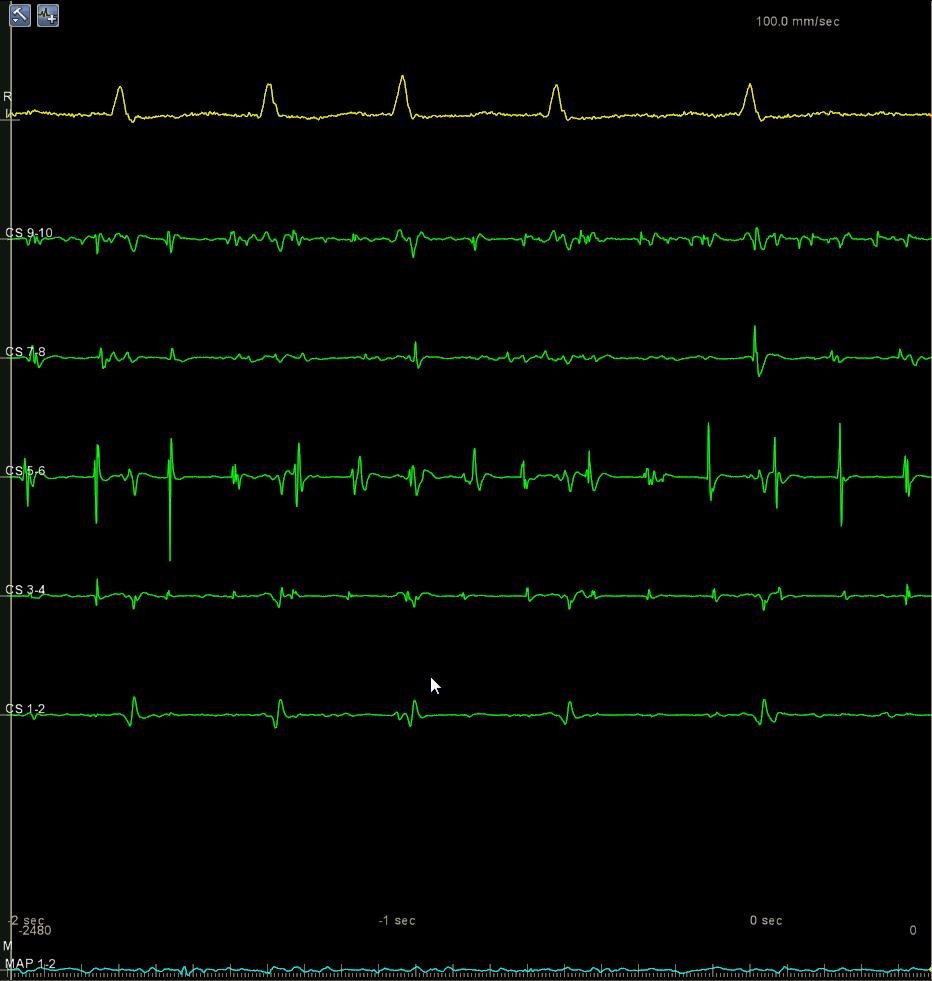 100.0 mm/sec
R
CS 9-10
CS 7-8
CS 5-6
CS 3-4
CS 1-2
-2 sec
-1 sec
0 sec
-2480
0
M
MAP 1-2